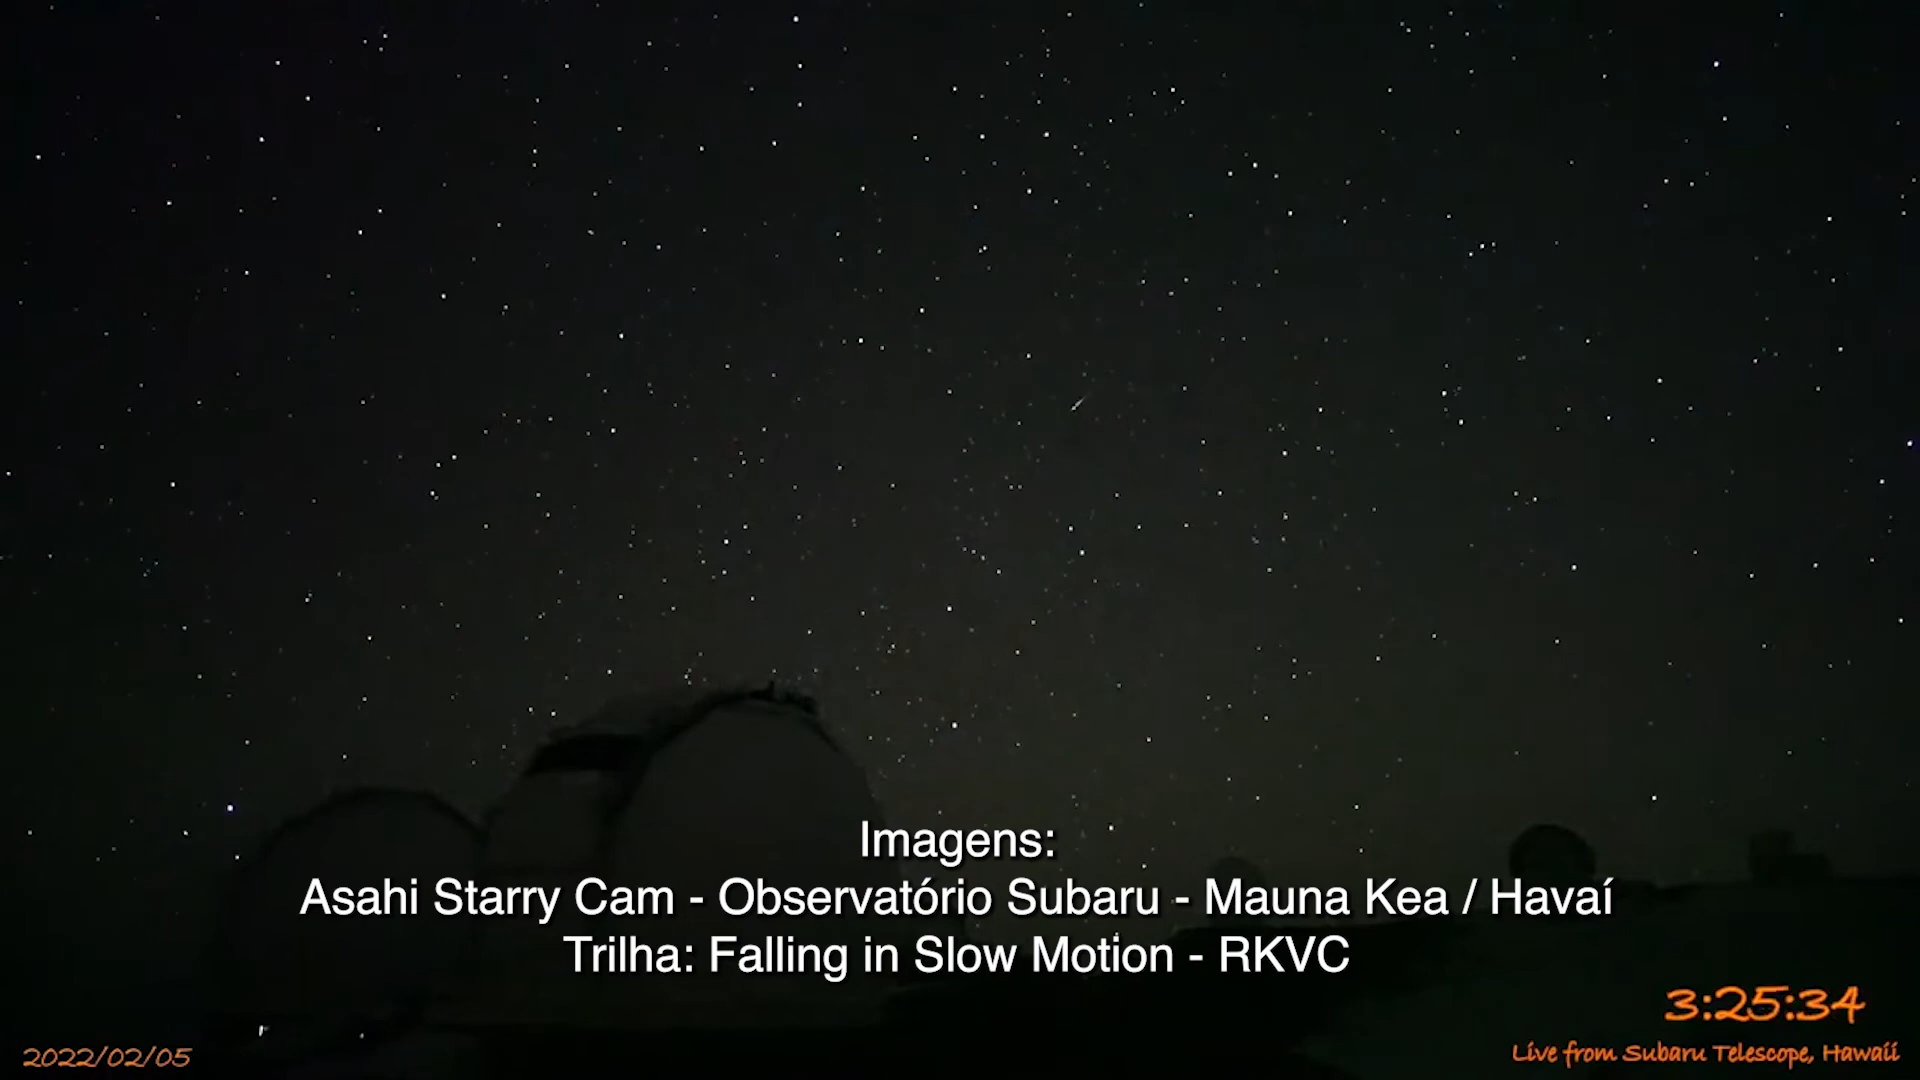 Imagens:
Asahi Starry Cam - Observatório Subaru - Mauna Kea / Havaí
Trilha: Falling in Slow Motion - RKVC
3:25:34
2022/02/05
Live from Subaru Telescope, Hawaii